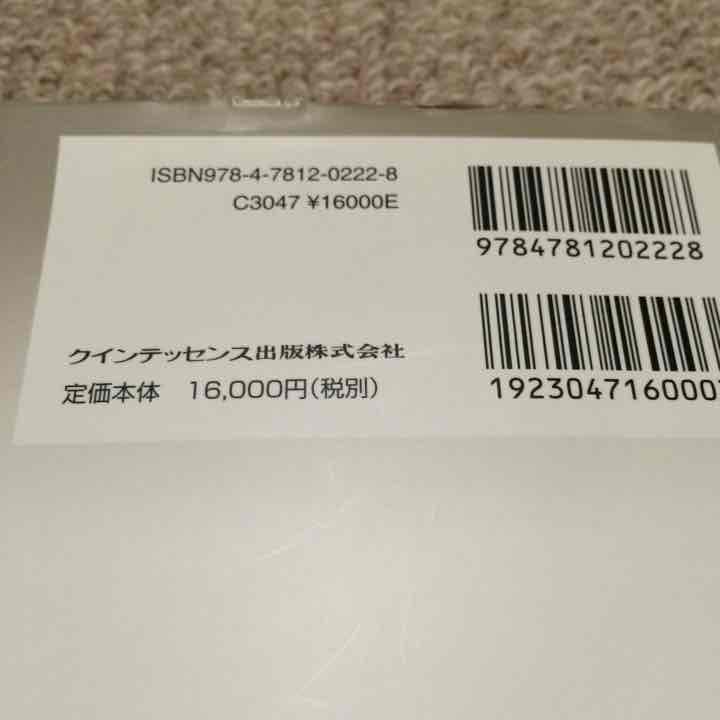 ISBN978-4-7812-0222-8
C3047 ¥16000E
9784781202228
クインテッセンス出版株式会社
定価本体 16,000円(税別)
192304716000